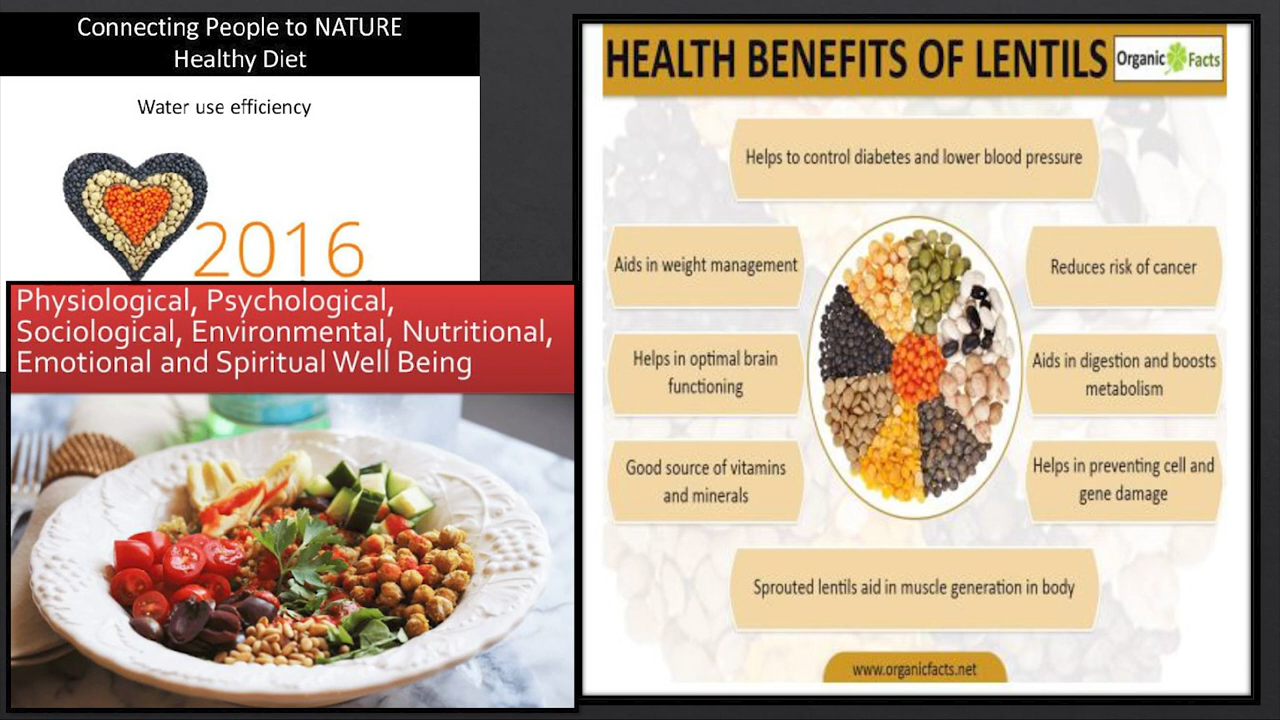 Connecting People to NATURE
Healthy Diet
Water use efficiency
2016
Physiological, Psychological,
Sociological, Environmental, Nutritional,
Emotional and Spiritual Well Being
HEALTH BENEFITS OF LENTILS
Organic Facts
Helps to control diabetes and lower blood pressure
Aids in weight management
Reduces risk of cancer
Helps in optimal brain
functioning
Aids in digestion and boosts
metabolism
Good source of vitamins
and minerals
Helps in preventing cell and
gene damage
Sprouted lentils aid in muscle generation in body
www.organicfacts.net